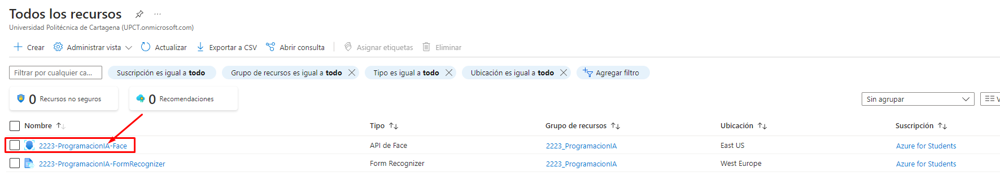 Todos los recursos
Universidad Politécnica de Cartagena (UPCT.onmicrosoft.com)
Crear Administrar vista Actualizar Exportar a CSV Abrir consulta Asignar etiquetas Eliminar
Filtrar por cualquier ca... Suscripción es igual a todo Grupo de recursos es igual a todo Tipo es igual a todo Ubicación es igual a todo Agregar filtro
0 Recursos no seguros 0 Recomendaciones Sin agrupar V
Nombre Tipo Grupo de recursos Ubicación Suscripción
2223-ProgramacionIA-Face API de Face 2223_ProgramacionIA East US Azure for Students
2223-ProgramacionIA-FormRecognizer Form Recognizer 2223_ProgramacionIA West Europe Azure for Students